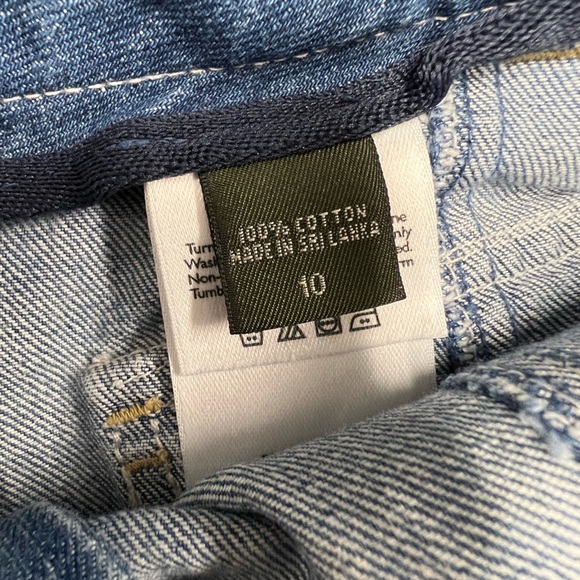 100% COTTON
MADE IN SRI LANKA
10
Turn
Wash
Non-
Tumb